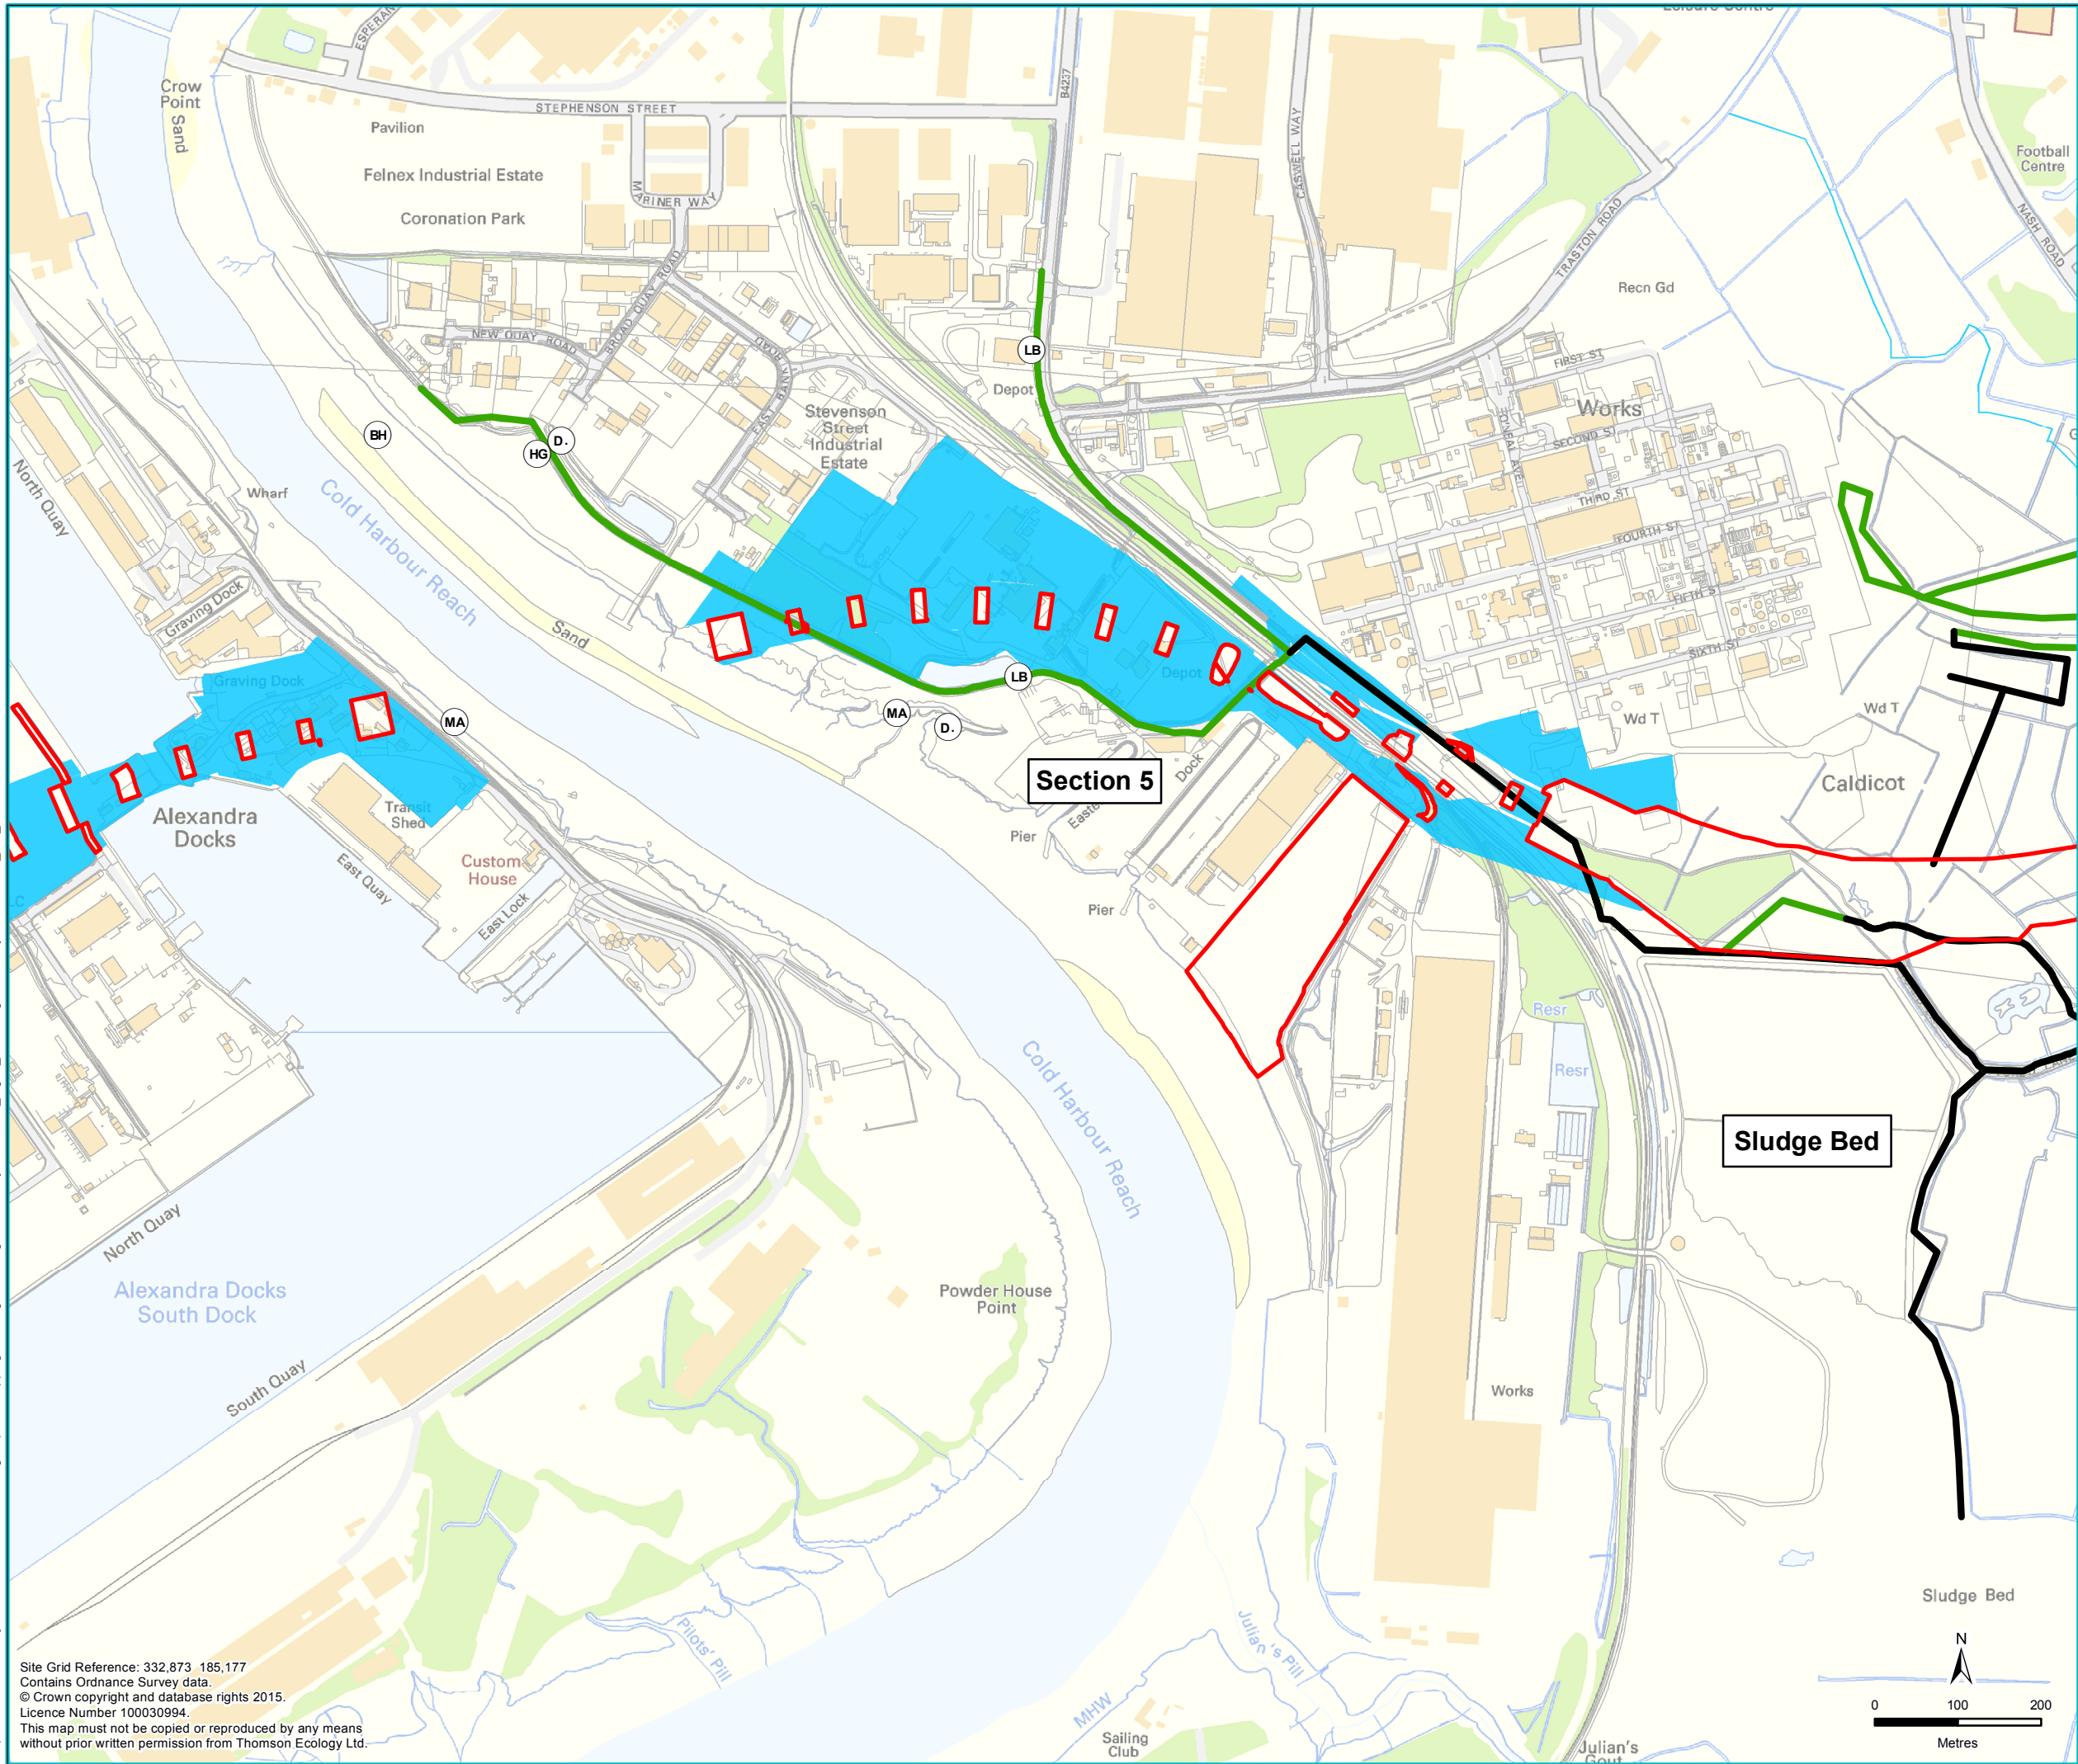 Leisure Centre
Crow
Point
Sand
STEPHENSON STREET
B4237
CASWELL WAY
Pavilion
Felnex Industrial Estate
Coronation Park
MARINER WAY
Football
Centre
NASH ROAD
TRASTON ROAD
Recn Gd
NEW QUAY ROAD
BROAD QUAY ROAD
EAST BANK ROAD
LB
Depot
FIRST ST
Works
SECOND ST
THIRD ST
FOURTH ST
FIFTH S
SIXTH ST
Stevenson
Street
Industrial
Estate
BH
D.
HG
North Quay
Wharf
Cold Harbour Reach
Sand
Graving Dock
Graving Dock
Depot
LB
MA
MA
D.
Section 5
Dock
Pier
Pier
Wd T
Wd T
Caldicot
Alexandra
Docks
Transit
Shed
East Quay
Custom
House
East Lock
LC
Resr
Resr
Cold Harbour Reach
Sludge Bed
North Quay
Alexandra Docks
South Dock
South Quay
Powder House
Point
Works
Pilots' Pill
Julian's Pill
MHW
Sailing
Club
Julian's
Gout
Sludge Bed
N
0 100 200
Metres
Site Grid Reference: 332,873 185,177
Contains Ordnance Survey data.
© Crown copyright and database rights 2015.
Licence Number 100030994.
This map must not be copied or reproduced by any means
without prior written permission from Thomson Ecology Ltd.